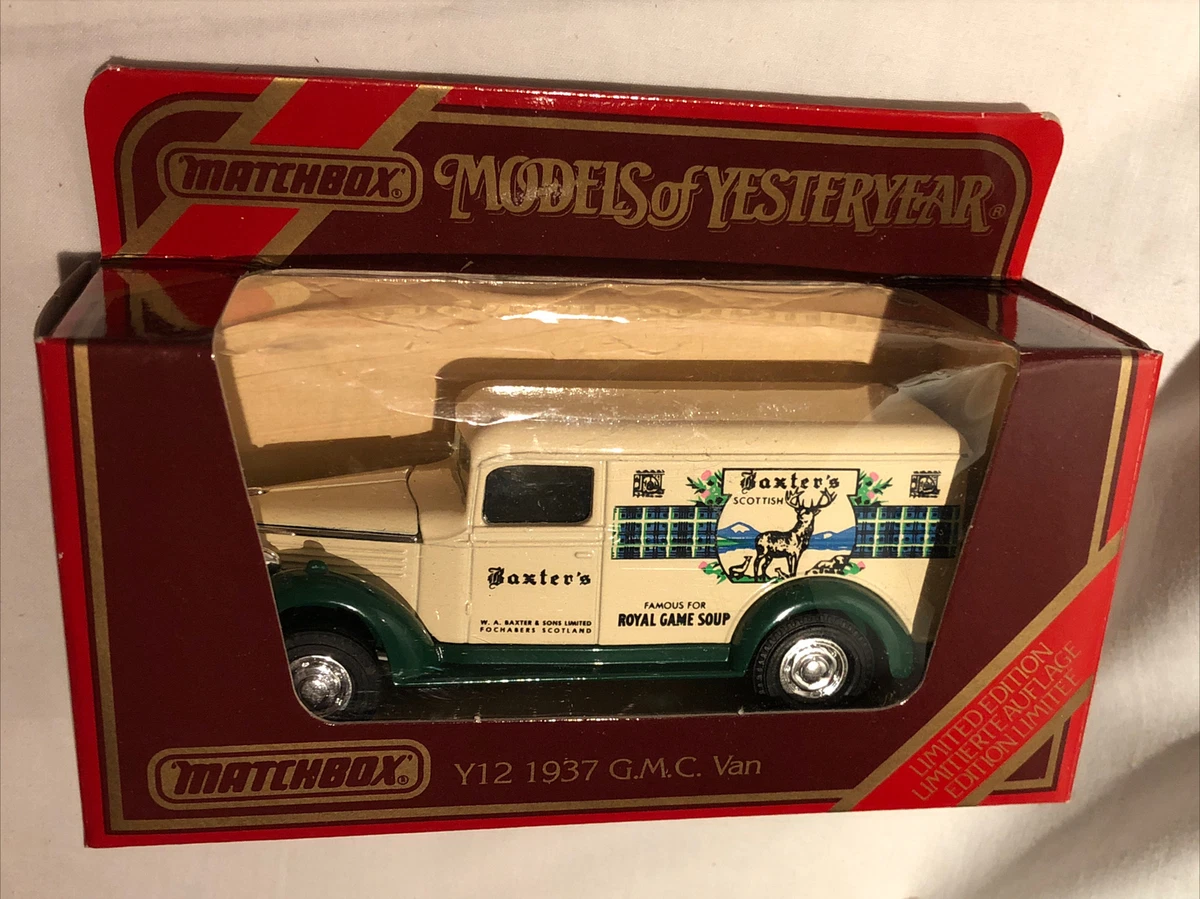 MATCHBOX®
MODELS of YESTERYEAR®
Baxter's
SCOTTISH
Baxter's
W. A. BAXTER & SONS LIMITED
FOCHABERS SCOTLAND
FAMOUS FOR
ROYAL GAME SOUP
MATCHBOX®
Y12 1937 G.M.C. Van
LIMITED EDITION
LIMITIERTE AUFLAGE
EDITION LIMITEE